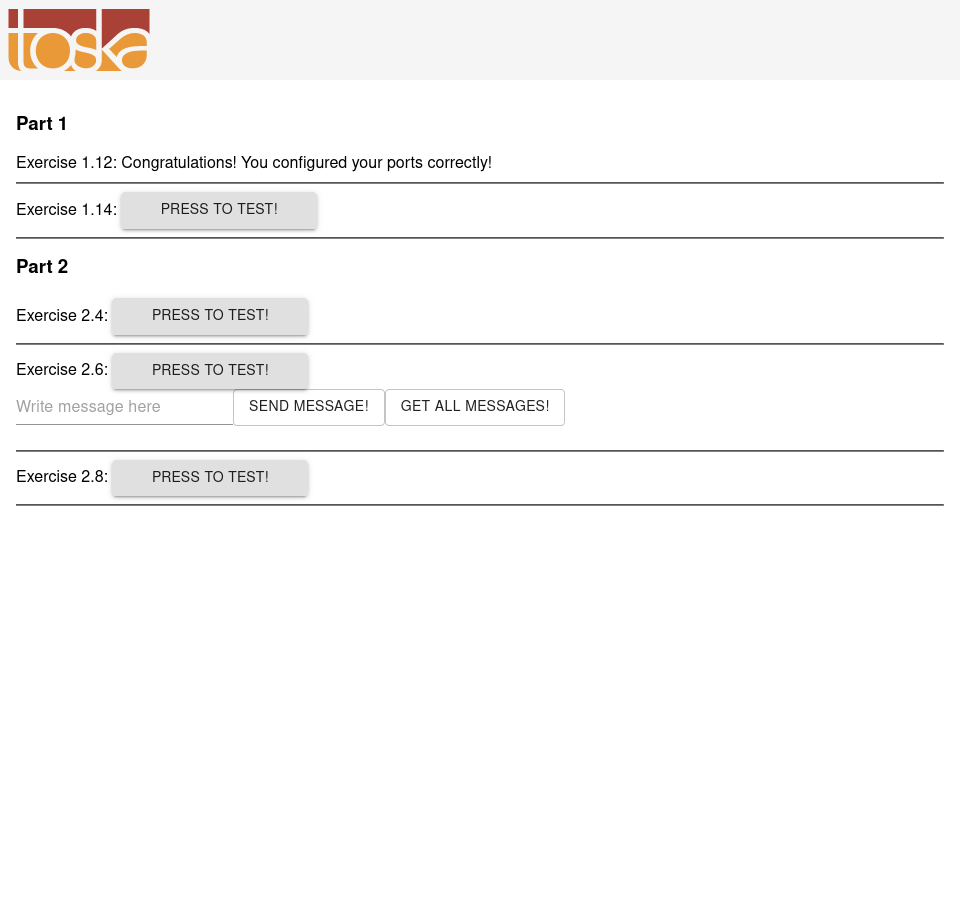 toska
Part 1
Exercise 1.12: Congratulations! You configured your ports correctly!
Exercise 1.14: PRESS TO TEST!
Part 2
Exercise 2.4: PRESS TO TEST!
Exercise 2.6: PRESS TO TEST!
Write message here SEND MESSAGE! GET ALL MESSAGES!
Exercise 2.8: PRESS TO TEST!